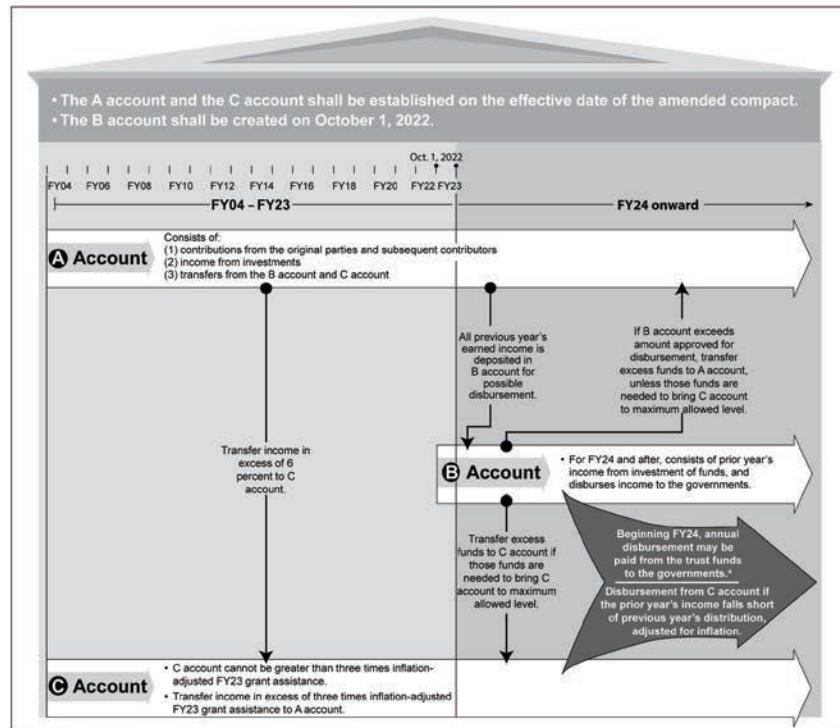 • The A account and the C account shall be established on the effective date of the amended compact.
• The B account shall be created on October 1, 2022.
Oct. 1, 2022
FY04 FY06 FY08 FY10 FY12 FY14 FY16 FY18 FY20 FY22 FY23
FY04 – FY23
FY24 onward
A Account
Consists of:
(1) contributions from the original parties and subsequent contributors
(2) income from investments
(3) transfers from the B account and C account
All previous year's
earned income is
deposited in
B account for
possible
disbursement.
If B account exceeds
amount approved for
disbursement, transfer
excess funds to A account,
unless those funds are
needed to bring C account
to maximum allowed level.
Transfer income in
excess of 6
percent to C
account.
B Account
• For FY24 and after, consists of prior year's
income from investment of funds, and
disburses income to the governments.
Transfer excess
funds to C account if
those funds are
needed to bring C
account to maximum
allowed level.
Beginning FY24, annual
disbursement may be
paid from the trust funds
to the governments.*
Disbursement from C account if
the prior year's income falls short
of previous year's distribution,
adjusted for inflation.
C Account
• C account cannot be greater than three times inflation-
adjusted FY23 grant assistance.
• Transfer income in excess of three times inflation-adjusted
FY23 grant assistance to A account.